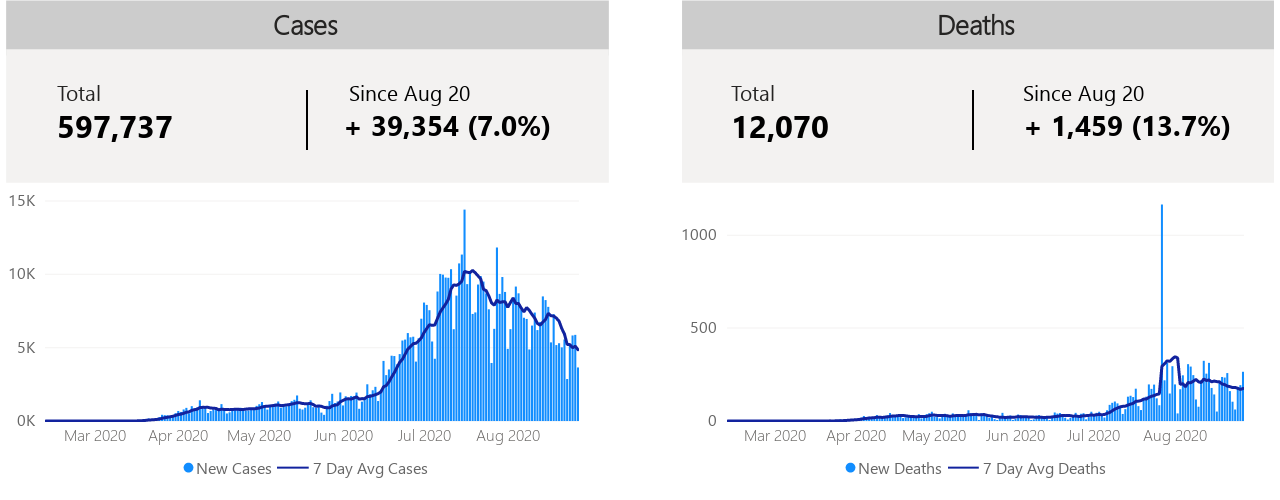 Cases
Total
597,737
Since Aug 20
+ 39,354 (7.0%)
15K
10K
5K
0K
Mar 2020 Apr 2020 May 2020 Jun 2020 Jul 2020 Aug 2020
New Cases 7 Day Avg Cases
Deaths
Total
12,070
Since Aug 20
+ 1,459 (13.7%)
1000
500
0
Mar 2020 Apr 2020 May 2020 Jun 2020 Jul 2020 Aug 2020
New Deaths 7 Day Avg Deaths